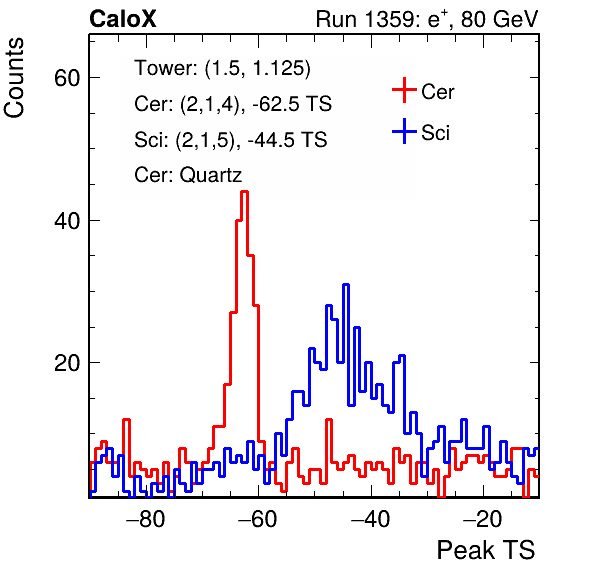 CaloX Run 1359: e⁺, 80 GeV
Counts
Tower: (1.5, 1.125)
Cer: (2,1,4), -62.5 TS
Sci: (2,1,5), -44.5 TS
Cer: Quartz
Cer
Sci
60
40
20
−80 −60 −40 −20
Peak TS